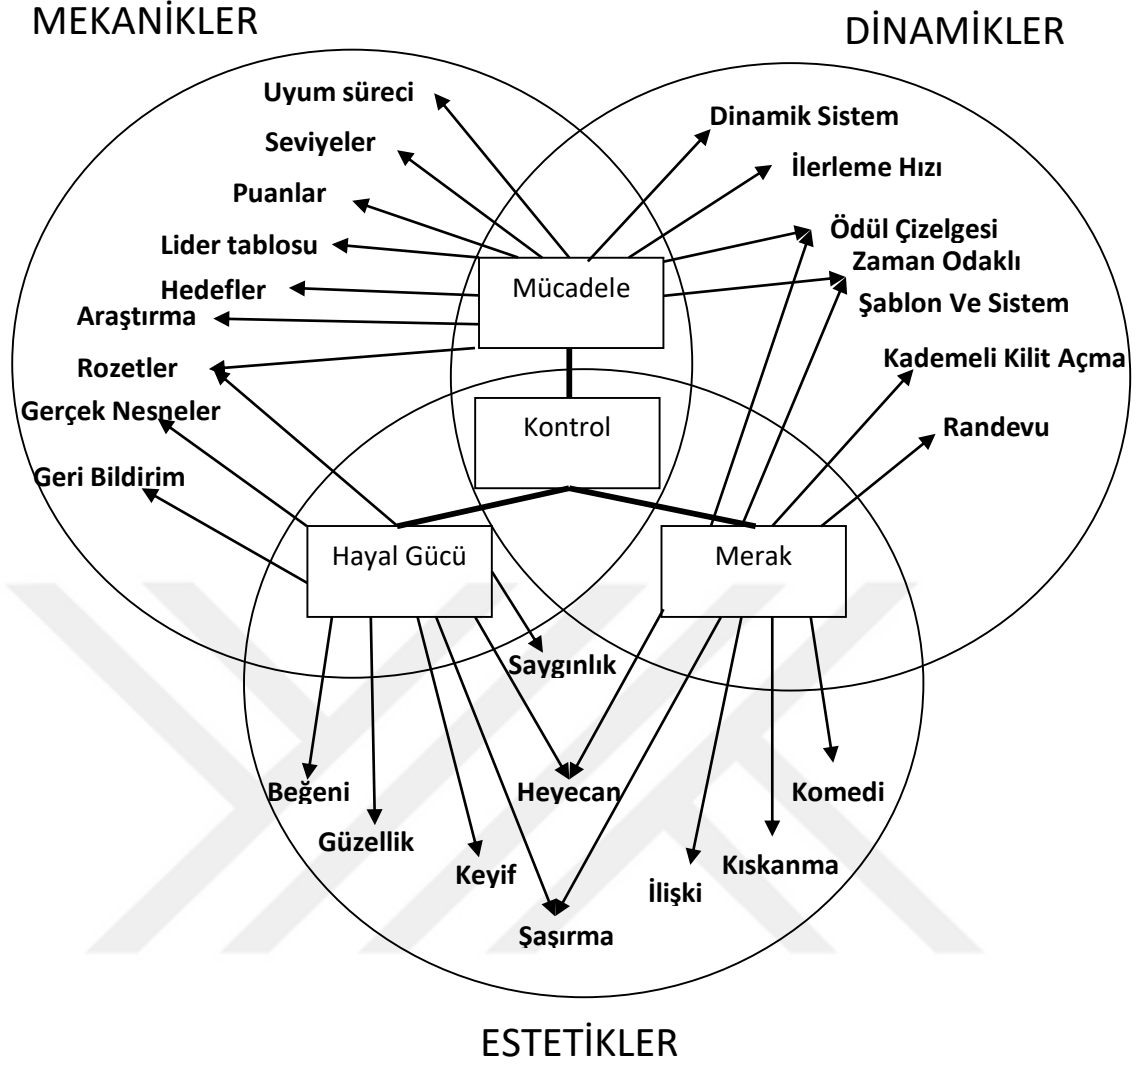 MEKANİKLER
DİNAMİKLER
Uyum süreci
Seviyeler
Puanlar
Lider tablosu
Hedefler
Araştırma
Rozetler
Gerçek Nesneler
Geri Bildirim
Dinamik Sistem
İlerleme Hızı
Ödül Çizelgesi
Zaman Odaklı
Şablon Ve Sistem
Kademeli Kilit Açma
Randevu
Mücadele
Kontrol
Hayal Gücü
Merak
Saygınlık
Beğeni
Güzellik
Keyif
Heyecan
Şaşırma
İlişki
Kıskanma
Komedi
ESTETİKLER